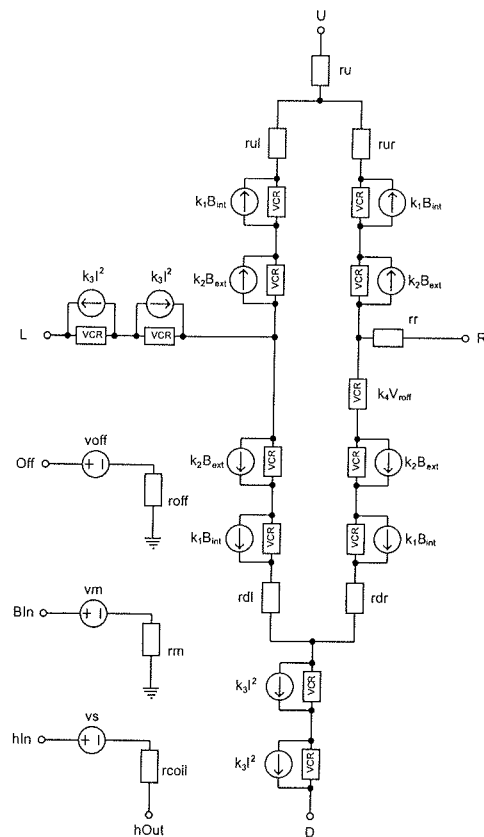 U
ru
rul
rur
VCR
VCR
k₁Bᵢₙₜ
k₁Bᵢₙₜ
VCR
VCR
k₂Bₑₓₜ
k₂Bₑₓₜ
k₃I²
k₃I²
L
VCR
VCR
rr
R
VCR
k₄Vᵣₒff
voff
Off
+
roff
k₂Bₑₓₜ
VCR
VCR
k₂Bₑₓₜ
k₁Bᵢₙₜ
VCR
VCR
k₁Bᵢₙₜ
vm
BIn
+
rm
rdl
rdr
k₃I²
VCR
vs
hIn
+
rcoil
hOut
k₃I²
VCR
D